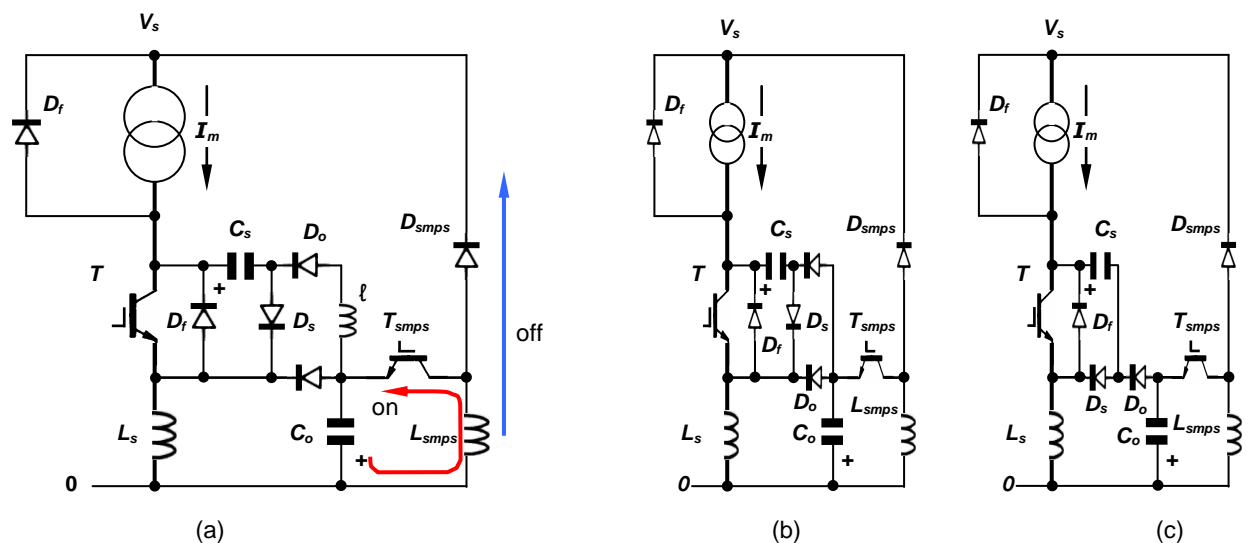 Vs
Df
Im
Dsmps
Cs
Do
T
+
ℓ
Df
Ds
Tsmps
off
on
Ls
Co
Lsmps
+
0
(a)
Vs
Df
Im
Dsmps
Cs
T
+
Tsmps
Ds
Df
Do
Lsmps
Ls
Co
+
0
(b)
Vs
Df
Im
Dsmps
Cs
T
+
Tsmps
Df
Ds
Do
Lsmps
Ls
Co
+
0
(c)